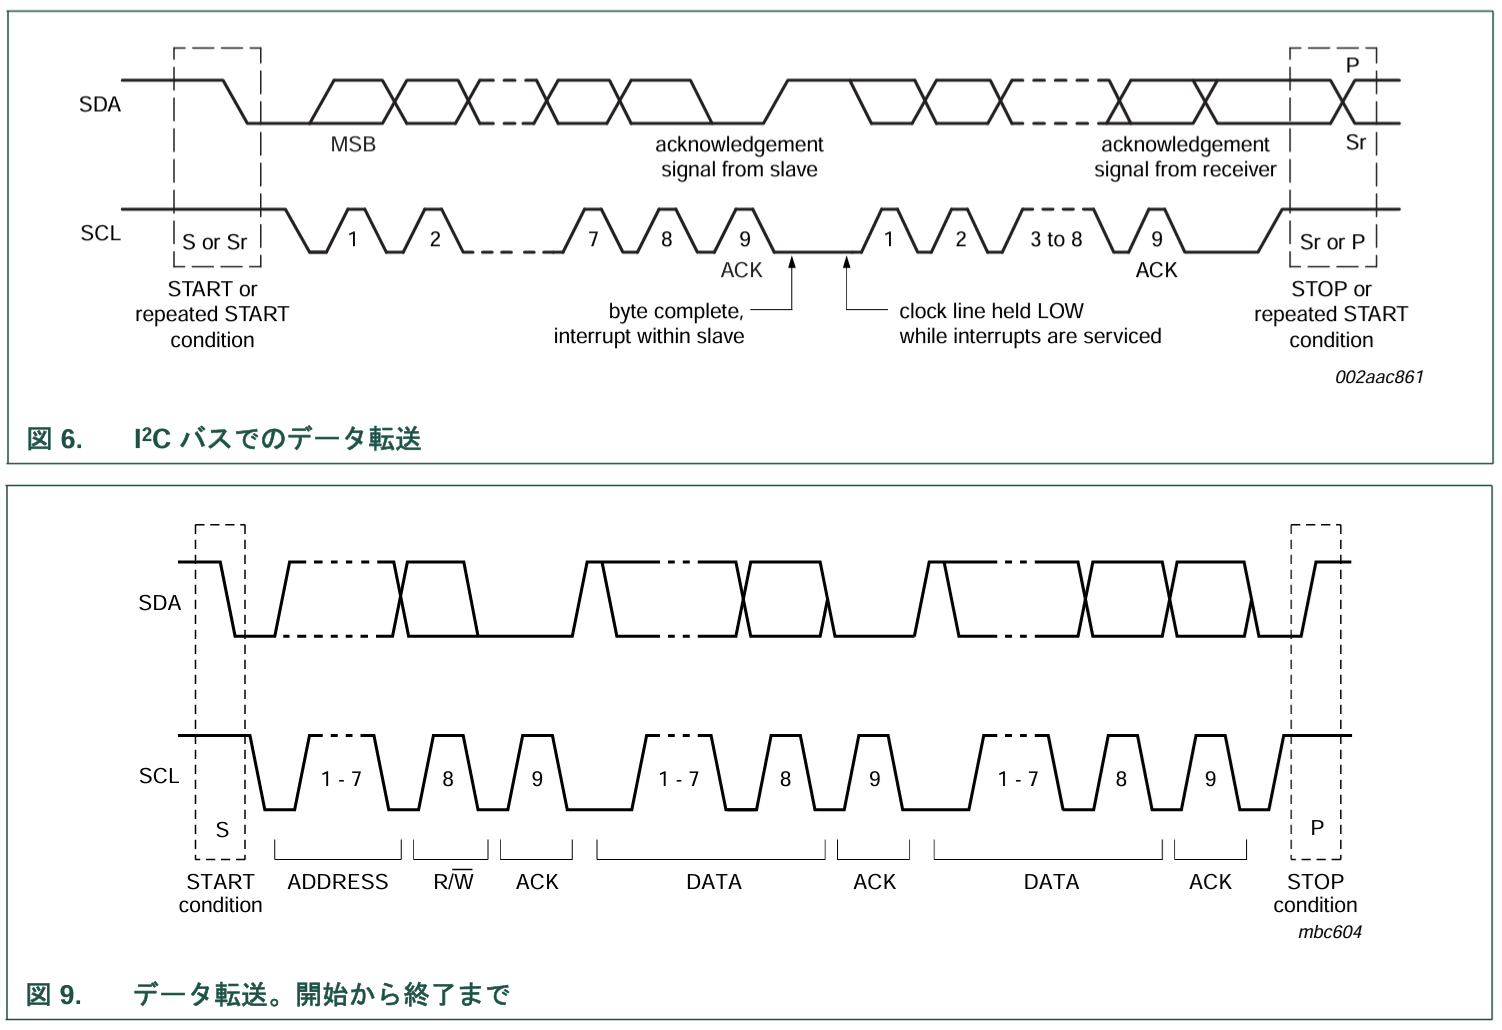 SDA
P
MSB
acknowledgement
signal from slave
acknowledgement
signal from receiver
Sr
SCL
S or Sr
1
2
7
8
9
1
2
3 to 8
9
Sr or P
ACK
ACK
START or
repeated START
condition
byte complete,
interrupt within slave
clock line held LOW
while interrupts are serviced
STOP or
repeated START
condition
002aac861
図 6. I²C バスでのデータ転送
SDA
SCL
1 - 7
8
9
1 - 7
8
9
1 - 7
8
9
S
P
START
condition
ADDRESS
R/W̅
ACK
DATA
ACK
DATA
ACK
STOP
condition
mbc604
図 9. データ転送。開始から終了まで